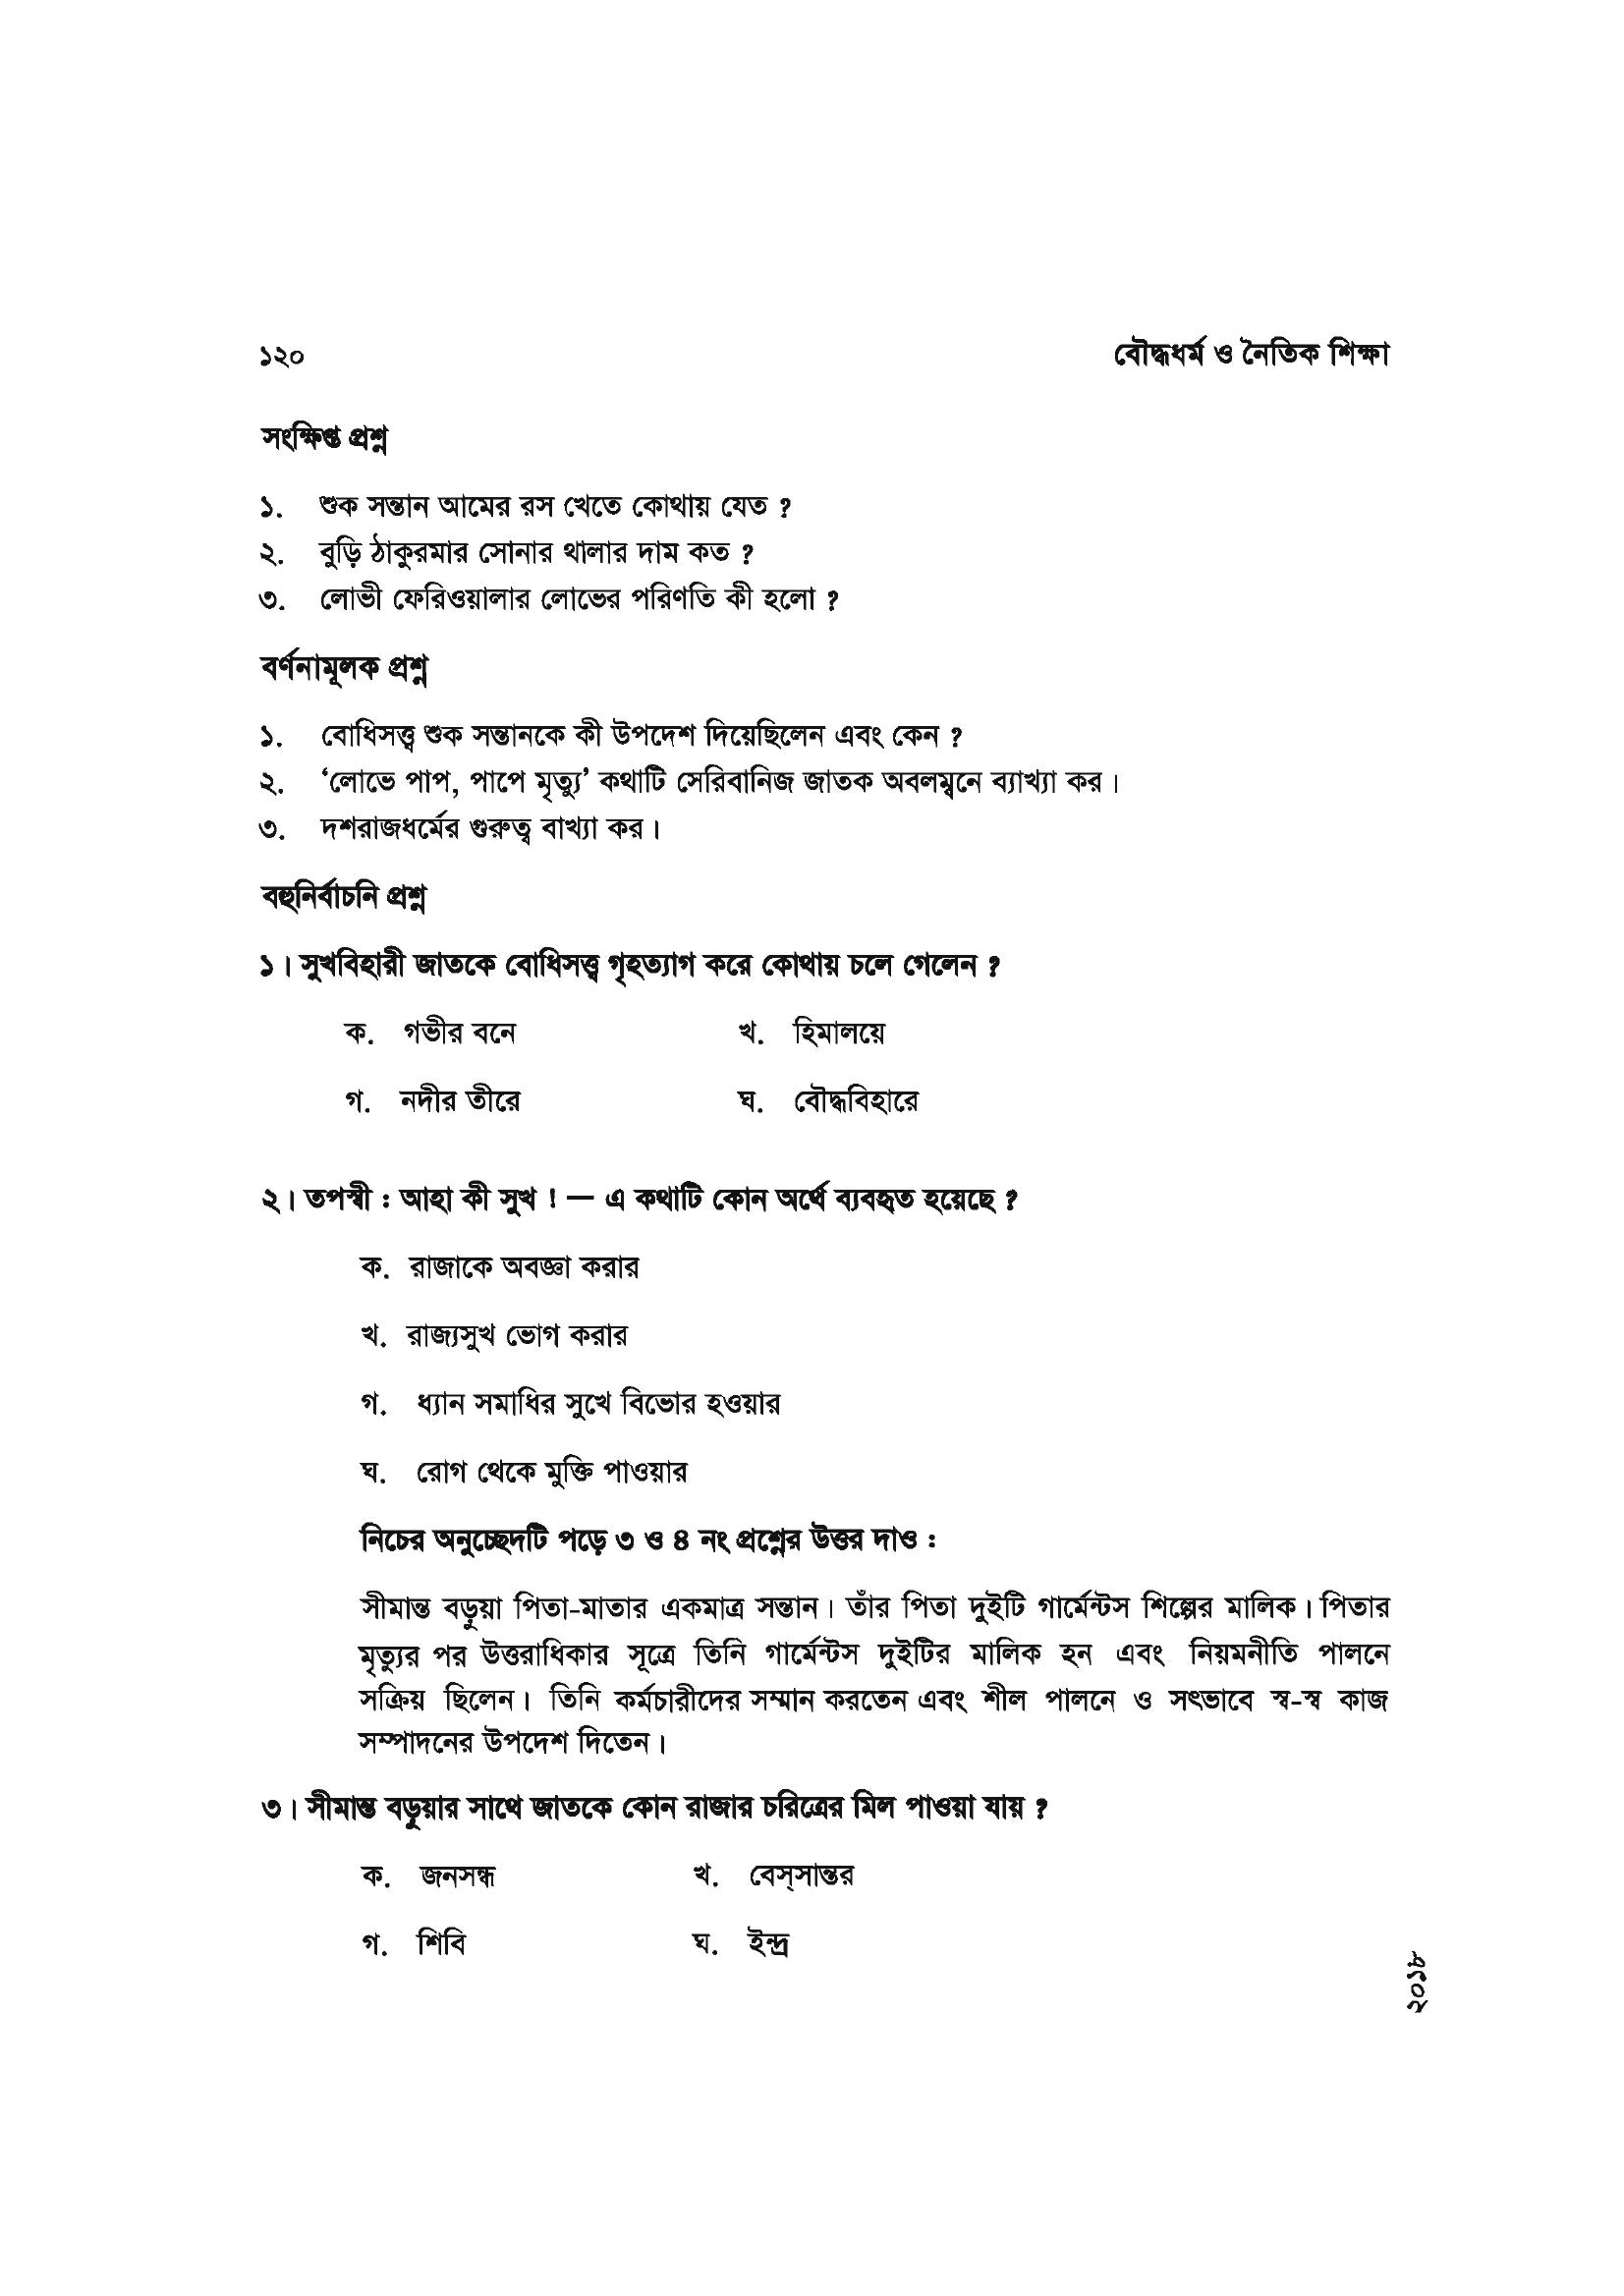 ১২০ বৌদ্ধধর্ম ও নৈতিক শিক্ষা
সংক্ষিপ্ত প্রশ্ন
১. শুক সন্তান আমের রস খেতে কোথায় যেত ?
২. বুড়ি ঠাকুরমার সোনার থালার দাম কত ?
৩. লোভী ফেরিওয়ালার লোভের পরিণতি কী হলো ?
বর্ণনামূলক প্রশ্ন
১. বোধিসত্ত্ব শুক সন্তানকে কী উপদেশ দিয়েছিলেন এবং কেন ?
২. ‘লোভে পাপ, পাপে মৃত্যু’ কথাটি সেরিবানিজ জাতক অবলম্বনে ব্যাখ্যা কর।
৩. দশরাজধর্মের গুরুত্ব বাখ্যা কর।
বহুনির্বাচনি প্রশ্ন
১। সুখবিহারী জাতকে বোধিসত্ত্ব গৃহত্যাগ করে কোথায় চলে গেলেন ?
ক. গভীর বনে খ. হিমালয়ে
গ. নদীর তীরে ঘ. বৌদ্ধবিহারে
২। তপস্বী : আহা কী সুখ ! — এ কথাটি কোন অর্থে ব্যবহৃত হয়েছে ?
ক. রাজাকে অবজ্ঞা করার
খ. রাজ্যসুখ ভোগ করার
গ. ধ্যান সমাধির সুখে বিভোর হওয়ার
ঘ. রোগ থেকে মুক্তি পাওয়ার
নিচের অনুচ্ছেদটি পড়ে ৩ ও ৪ নং প্রশ্নের উত্তর দাও :
সীমান্ত বড়ুয়া পিতা-মাতার একমাত্র সন্তান। তাঁর পিতা দুইটি গার্মেন্টস শিল্পের মালিক। পিতার
মৃত্যুর পর উত্তরাধিকার সূত্রে তিনি গার্মেন্টস দুইটির মালিক হন এবং নিয়মনীতি পালনে
সক্রিয় ছিলেন। তিনি কর্মচারীদের সম্মান করতেন এবং শীল পালনে ও সৎভাবে স্ব-স্ব কাজ
সম্পাদনের উপদেশ দিতেন।
৩। সীমান্ত বড়ুয়ার সাথে জাতকে কোন রাজার চরিত্রের মিল পাওয়া যায় ?
ক. জনসন্ধ খ. বেস্‌সান্তর
গ. শিবি ঘ. ইন্দ্র
২০১৮